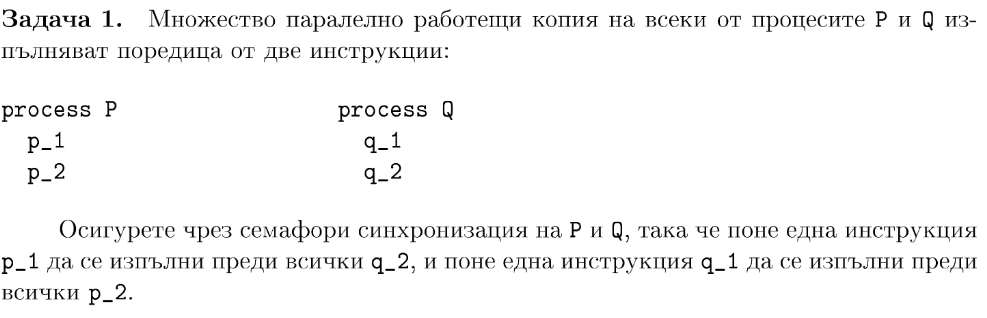 Задача 1. Множество паралелно работещи копия на всеки от процесите P и Q из-
пълняват поредица от две инструкции:
process P process Q
p_1 q_1
p_2 q_2
Осигурете чрез семафори синхронизация на P и Q, така че поне една инструкция
p_1 да се изпълни преди всички q_2, и поне една инструкция q_1 да се изпълни преди
всички p_2.